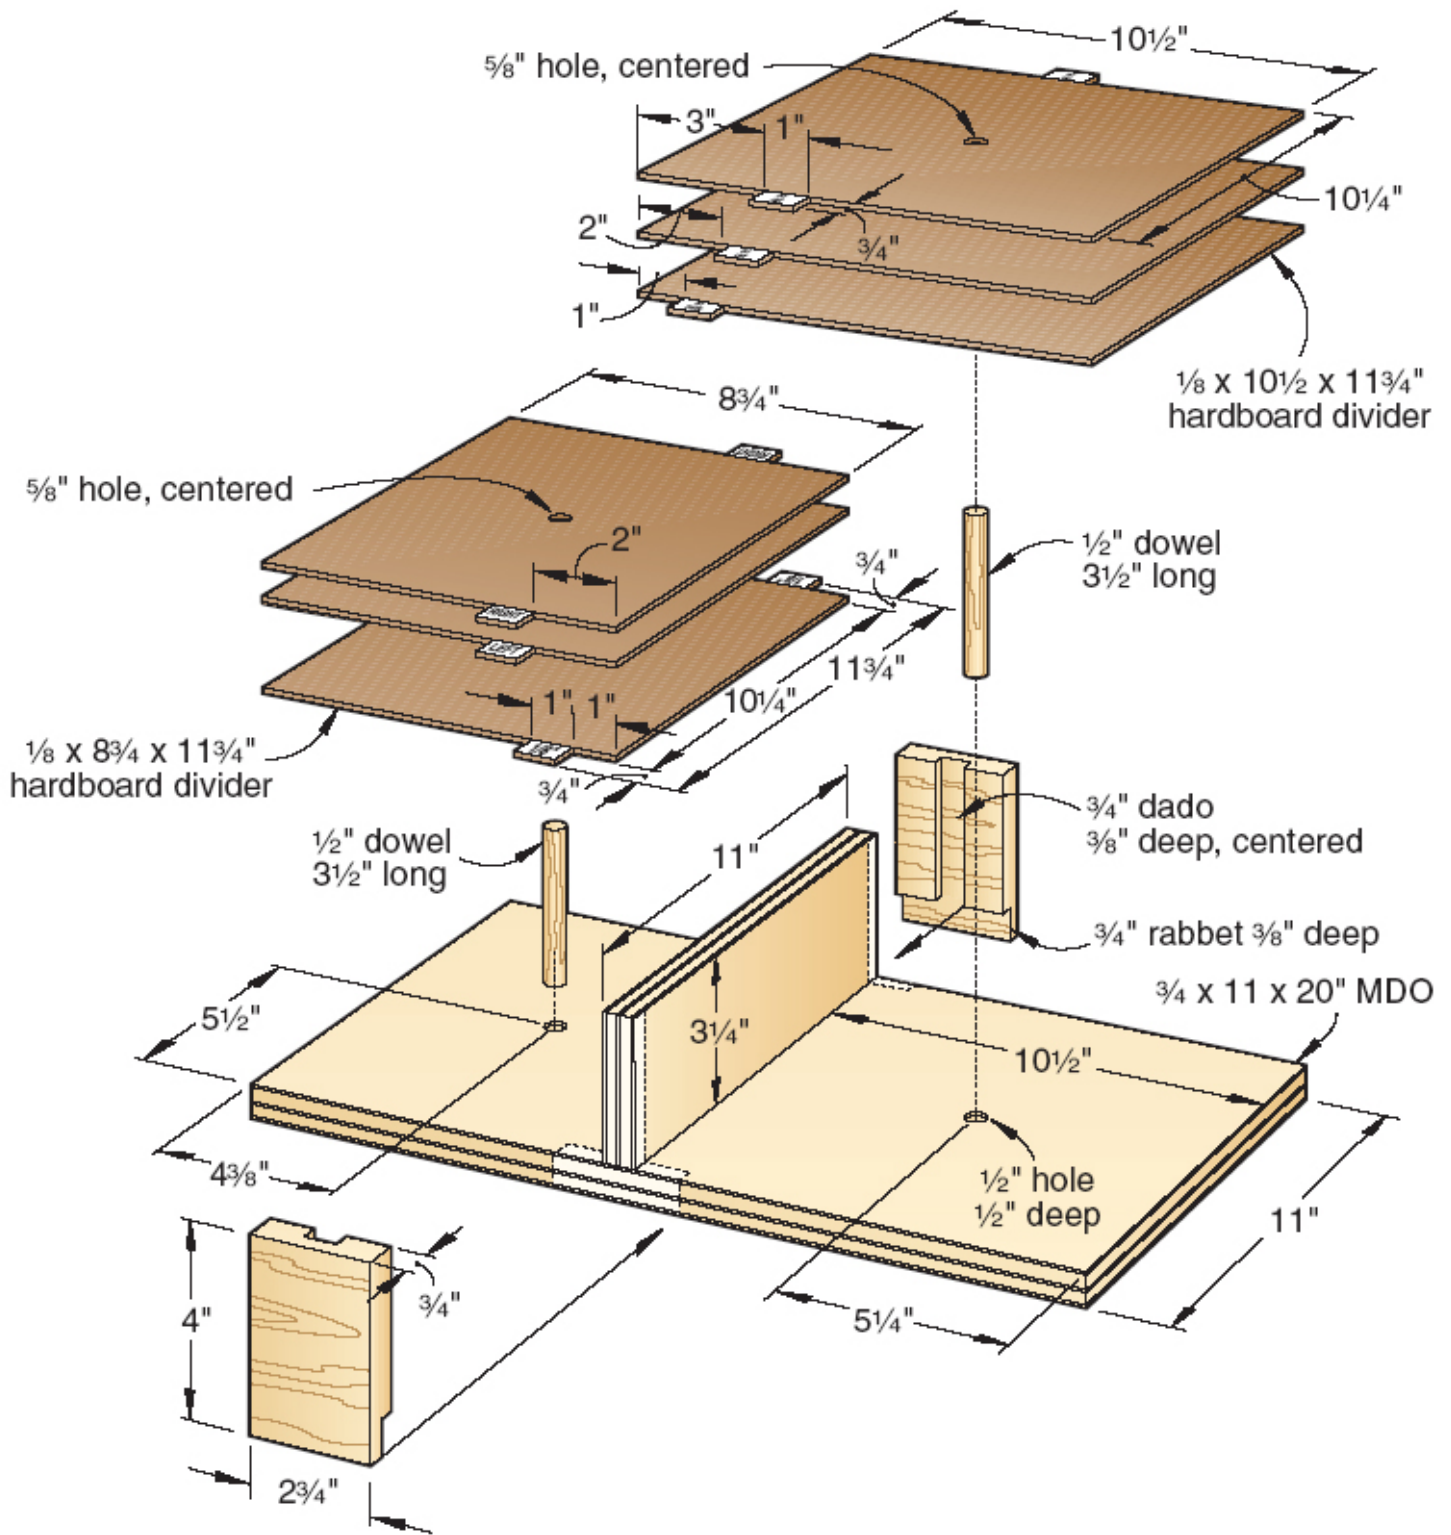 10½"
⅝" hole, centered
3"
1"
10¼"
2"
¾"
1"
⅛ x 10½ x 11¾"
hardboard divider
8¾"
⅝" hole, centered
2"
½" dowel
3½" long
¾"
RIGHT
LEFT
11¾"
10¼"
1"
1"
⅛ x 8¾ x 11¾"
hardboard divider
¾"
½" dowel
3½" long
11"
¾" dado
⅜" deep, centered
¾" rabbet ⅜" deep
¾ x 11 x 20" MDO
5½"
3¼"
10½"
4⅜"
½" hole
½" deep
11"
¾"
4"
5¼"
2¾"